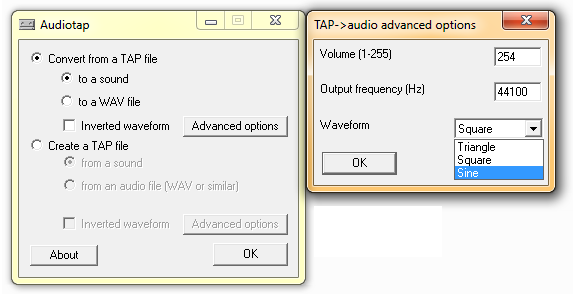 Audiotap
Convert from a TAP file
to a sound
to a WAV file
Inverted waveform
Advanced options
Create a TAP file
from a sound
from an audio file (WAV or similar)
Inverted waveform
Advanced options
About
OK
TAP->audio advanced options
Volume (1-255)
254
Output frequency (Hz)
44100
Waveform
Square
Triangle
Square
Sine
OK